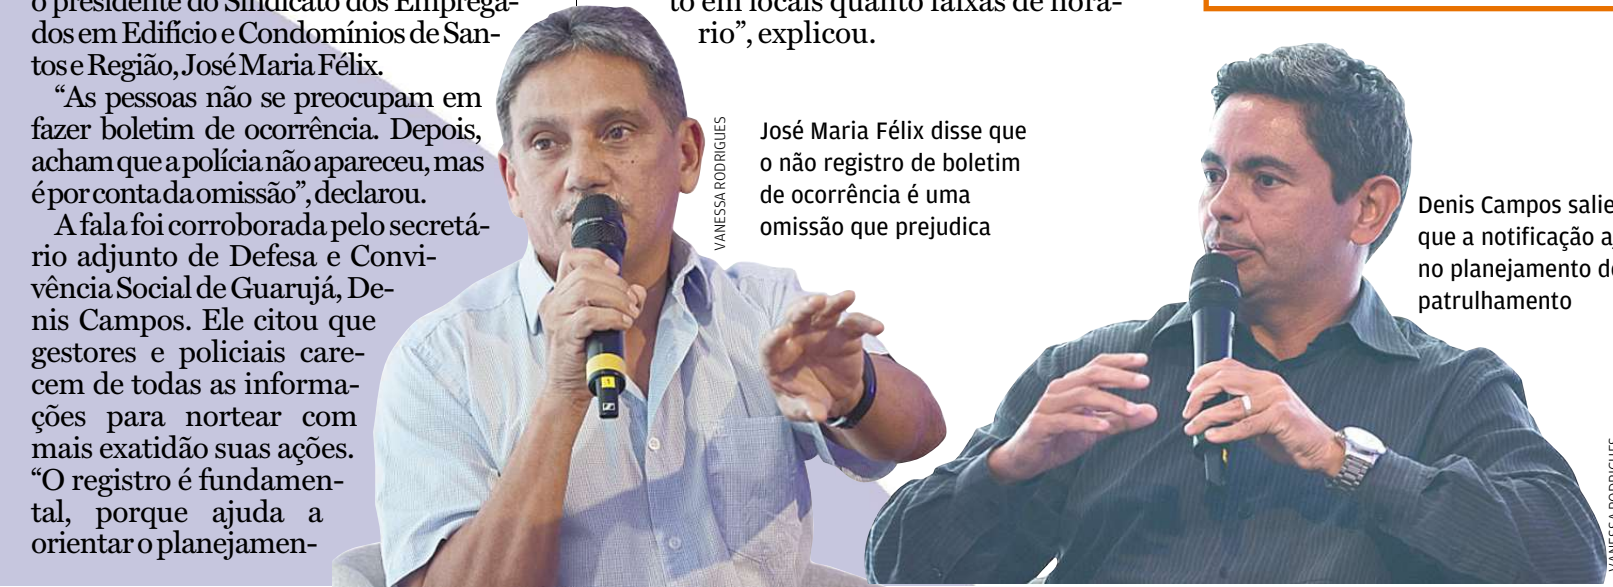 o presidente do Sindicato dos Emprega-
dos em Edifício e Condomínios de San-
tos e Região, José Maria Félix.
“As pessoas não se preocupam em
fazer boletim de ocorrência. Depois,
acham que a polícia não apareceu, mas
é por conta da omissão”, declarou.
A fala foi corroborada pelo secretá-
rio adjunto de Defesa e Convi-
vência Social de Guarujá, De-
nis Campos. Ele citou que
gestores e policiais care-
cem de todas as informa-
ções para nortear com
mais exatidão suas ações.
“O registro é fundamen-
tal, porque ajuda a
orientar o planejamen-
to em locais quanto faixas de horá-
rio”, explicou.
VANESSA RODRIGUES
José Maria Félix disse que
o não registro de boletim
de ocorrência é uma
omissão que prejudica
Denis Campos salie
que a notificação a
no planejamento d
patrulhamento
VANESSA RODRIGUES